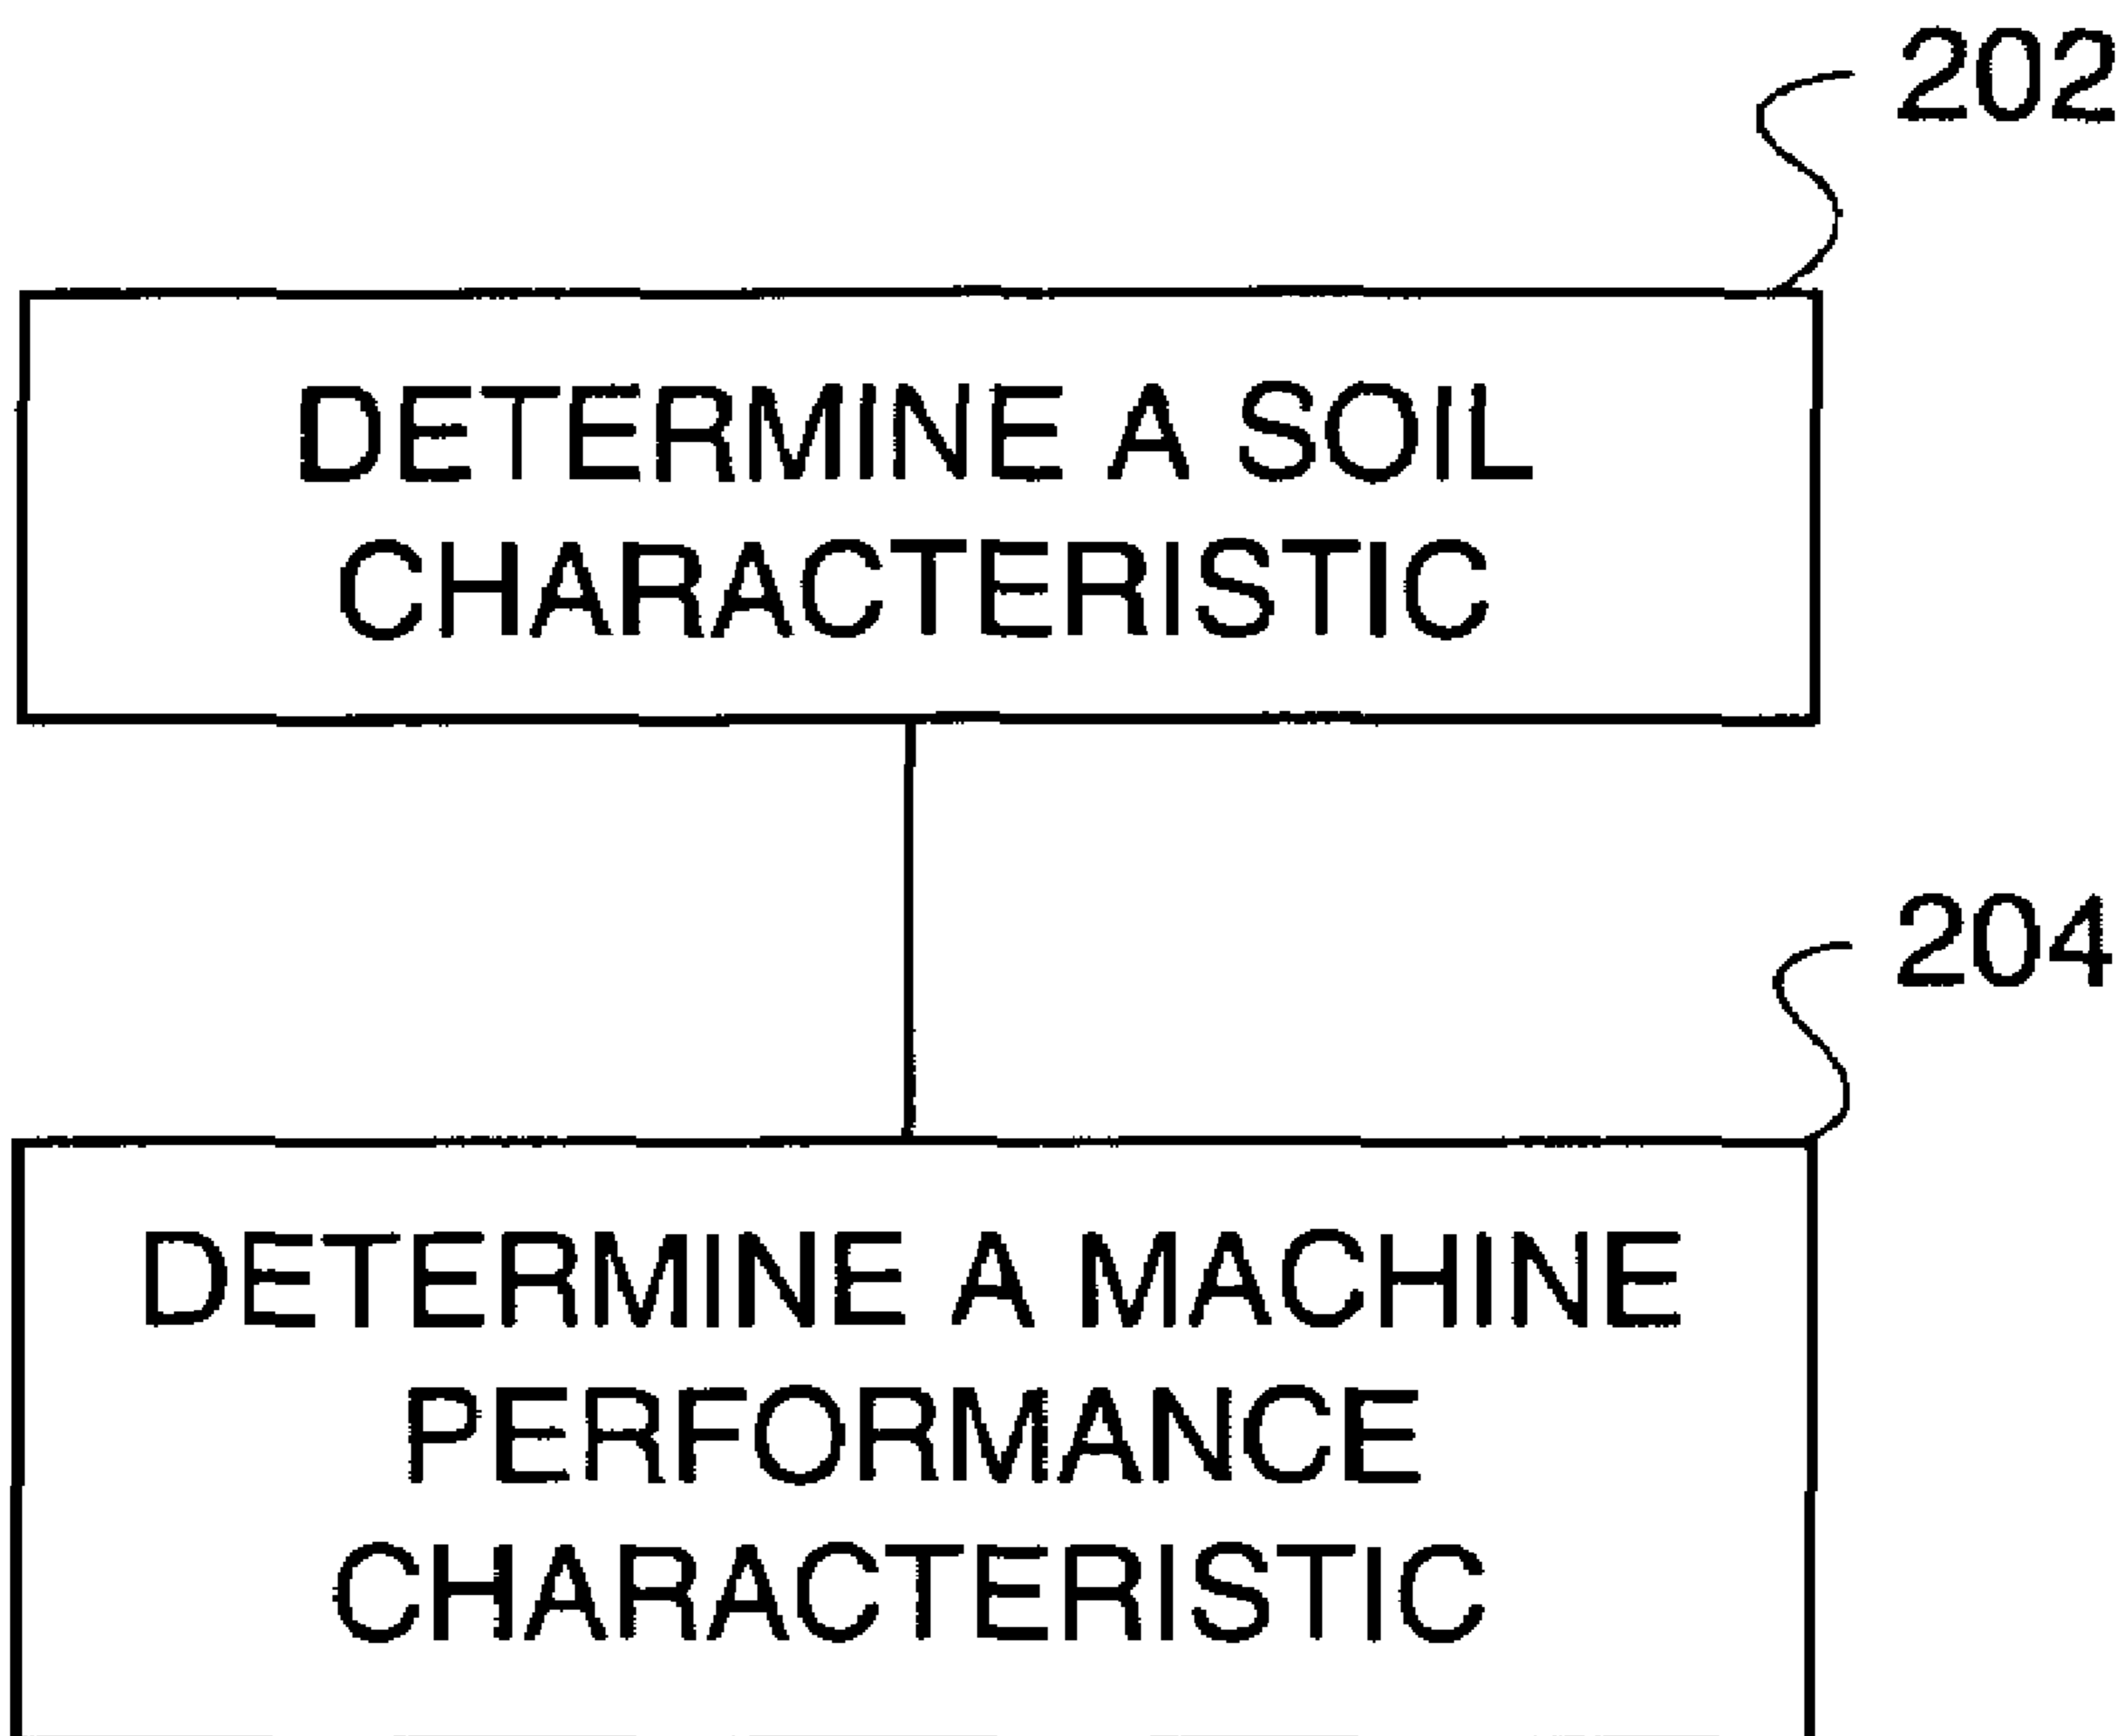 202
DETERMINE A SOIL
CHARACTERISTIC
204
DETERMINE A MACHINE
PERFORMANCE
CHARACTERISTIC